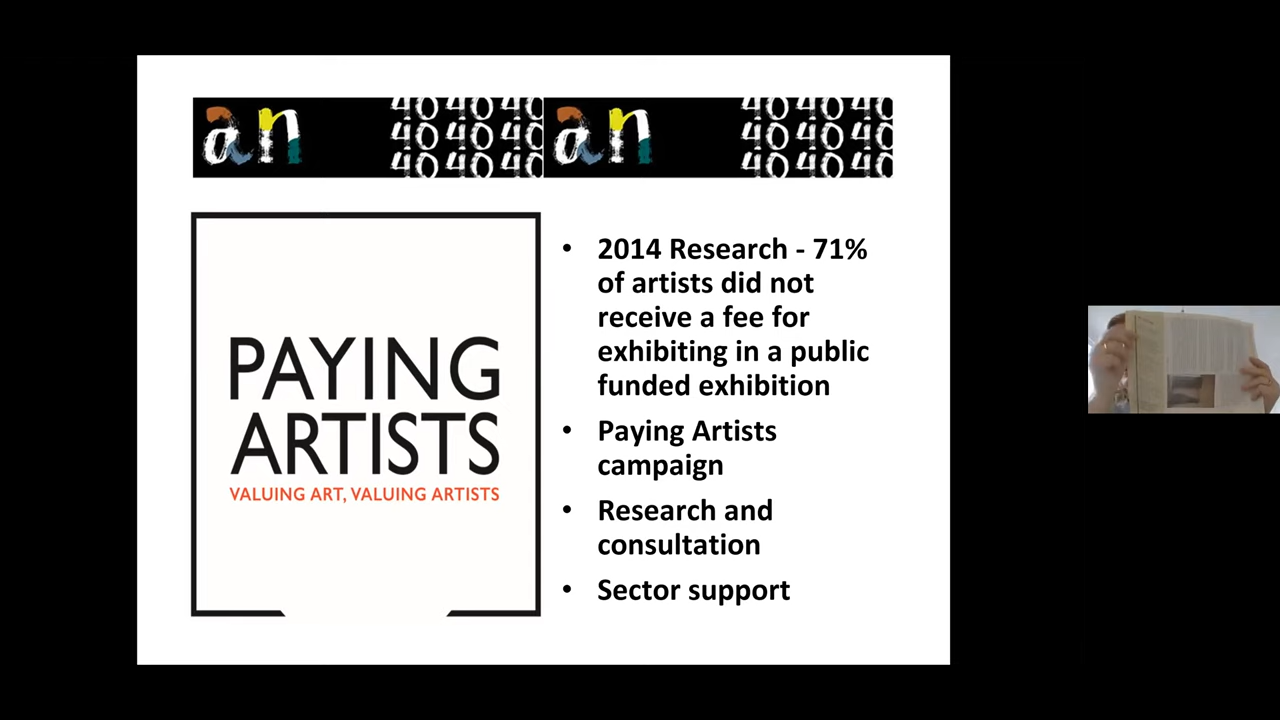 an
40 40 40
40 40 40
40 40 40
an
40 40 40
40 40 40
40 40 40
PAYING
ARTISTS
VALUING ART, VALUING ARTISTS
• 2014 Research - 71%
of artists did not
receive a fee for
exhibiting in a public
funded exhibition
• Paying Artists
campaign
• Research and
consultation
• Sector support